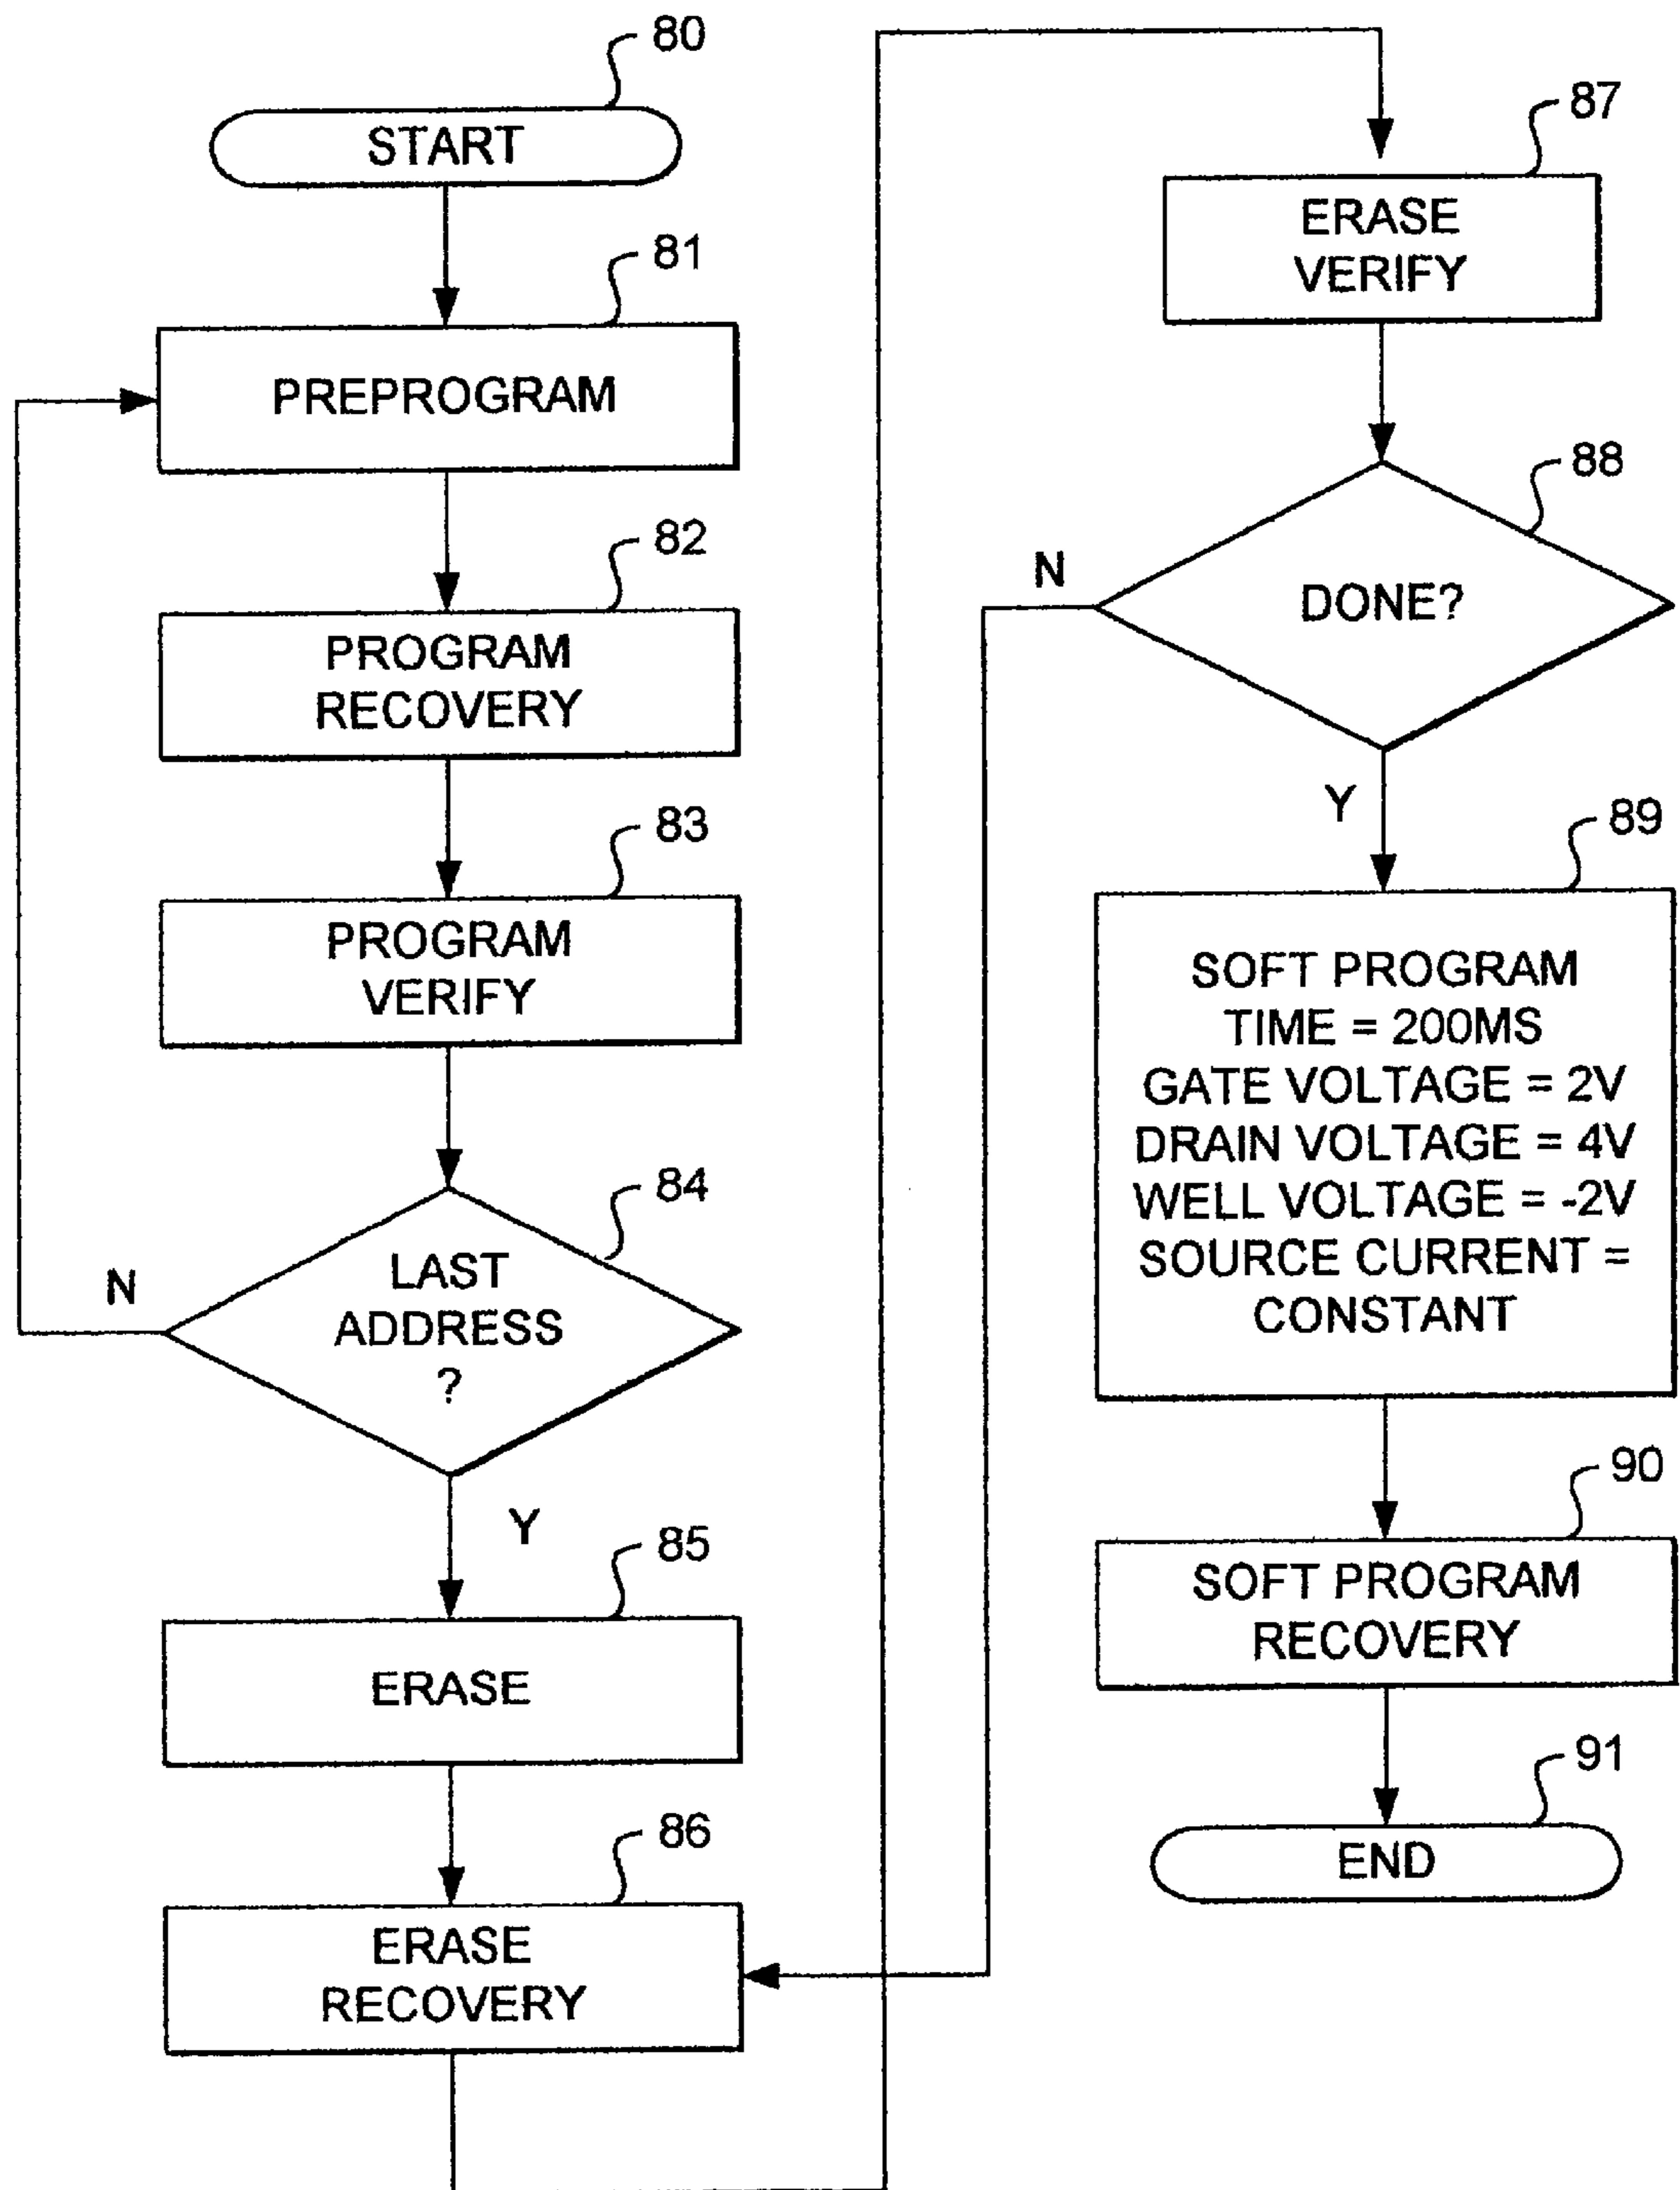 80
START
81
PREPROGRAM
82
PROGRAM
RECOVERY
83
PROGRAM
VERIFY
84
LAST
ADDRESS
?
N
Y
85
ERASE
86
ERASE
RECOVERY
87
ERASE
VERIFY
88
DONE?
N
Y
89
SOFT PROGRAM
TIME = 200MS
GATE VOLTAGE = 2V
DRAIN VOLTAGE = 4V
WELL VOLTAGE = -2V
SOURCE CURRENT =
CONSTANT
90
SOFT PROGRAM
RECOVERY
91
END